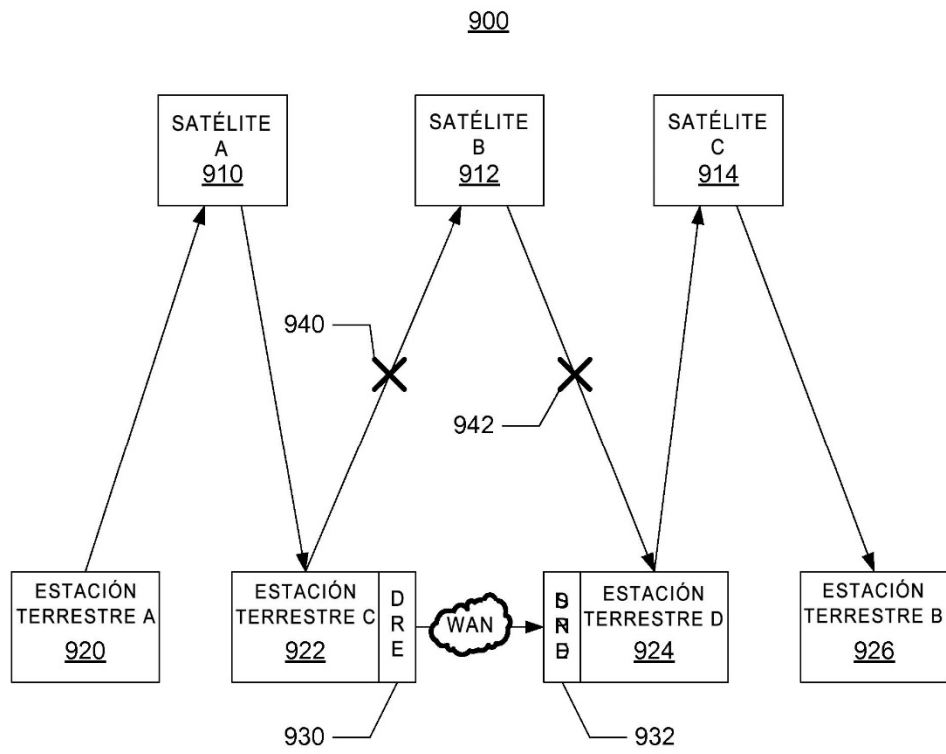 900
SATÉLITE
A
910
SATÉLITE
B
912
SATÉLITE
C
914
940
942
ESTACIÓN
TERRESTRE A
920
ESTACIÓN
TERRESTRE C
922
D
R
E
WAN
ESTACIÓN
TERRESTRE D
924
ESTACIÓN
TERRESTRE B
926
930
932